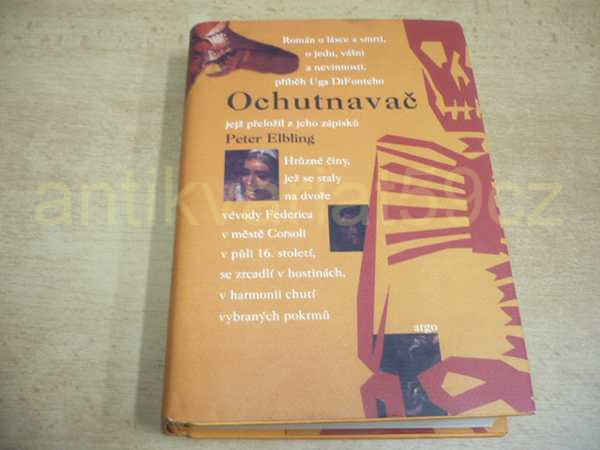 Román o lásce a smrti,
o jedu, vášni
a nevinnosti,
příběh Uga DiFonteho
Ochutnavač
jejž přeložil z jeho zápisků
Peter Elbling
Hrůzné činy,
jež se staly
na dvoře
vévody Federica
v městě Corsoli
v půli 16. století,
se zrcadlí v hostinách,
v harmonii chutí
vybraných pokrmů
argo
antikvariat59cz